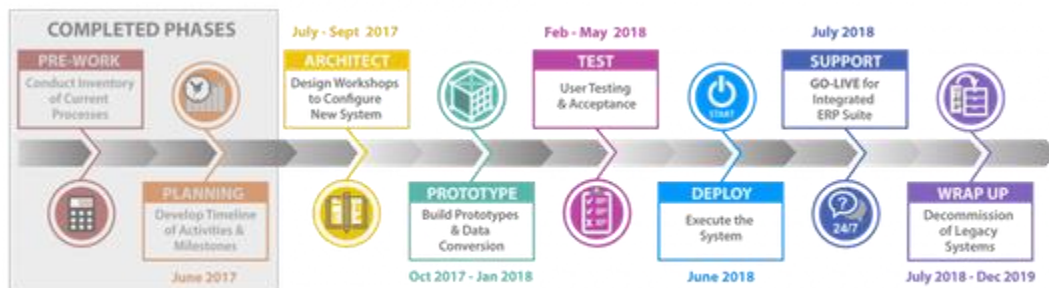 COMPLETED PHASES
PRE-WORK
Conduct Inventory
of Current
Processes
PLANNING
Develop Timeline
of Activities &
Milestones
June 2017
July - Sept 2017
ARCHITECT
Design Workshops
to Configure
New System
PROTOTYPE
Build Prototypes
& Data
Conversion
Oct 2017 - Jan 2018
Feb - May 2018
TEST
User Testing
& Acceptance
START
DEPLOY
Execute the
System
June 2018
July 2018
SUPPORT
GO-LIVE for
Integrated
ERP Suite
?
24/7
WRAP UP
Decommission
of Legacy
Systems
July 2018 - Dec 2019